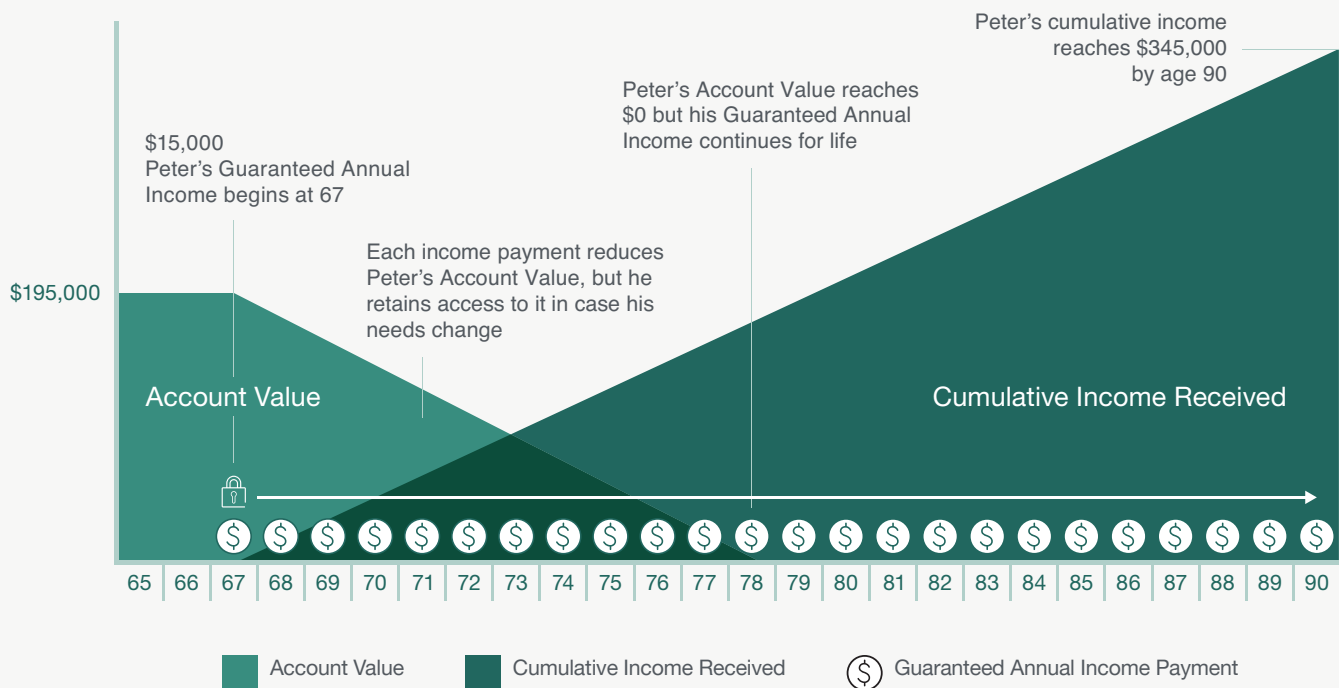 Peter's cumulative income
reaches $345,000
by age 90
Peter's Account Value reaches
$0 but his Guaranteed Annual
Income continues for life
$15,000
Peter's Guaranteed Annual
Income begins at 67
Each income payment reduces
Peter's Account Value, but he
retains access to it in case his
needs change
$195,000
Account Value
Cumulative Income Received
$ $ $ $ $ $ $ $ $ $ $ $ $ $ $ $ $ $ $ $ $ $ $ $
65 66 67 68 69 70 71 72 73 74 75 76 77 78 79 80 81 82 83 84 85 86 87 88 89 90
Account Value
Cumulative Income Received
$ Guaranteed Annual Income Payment